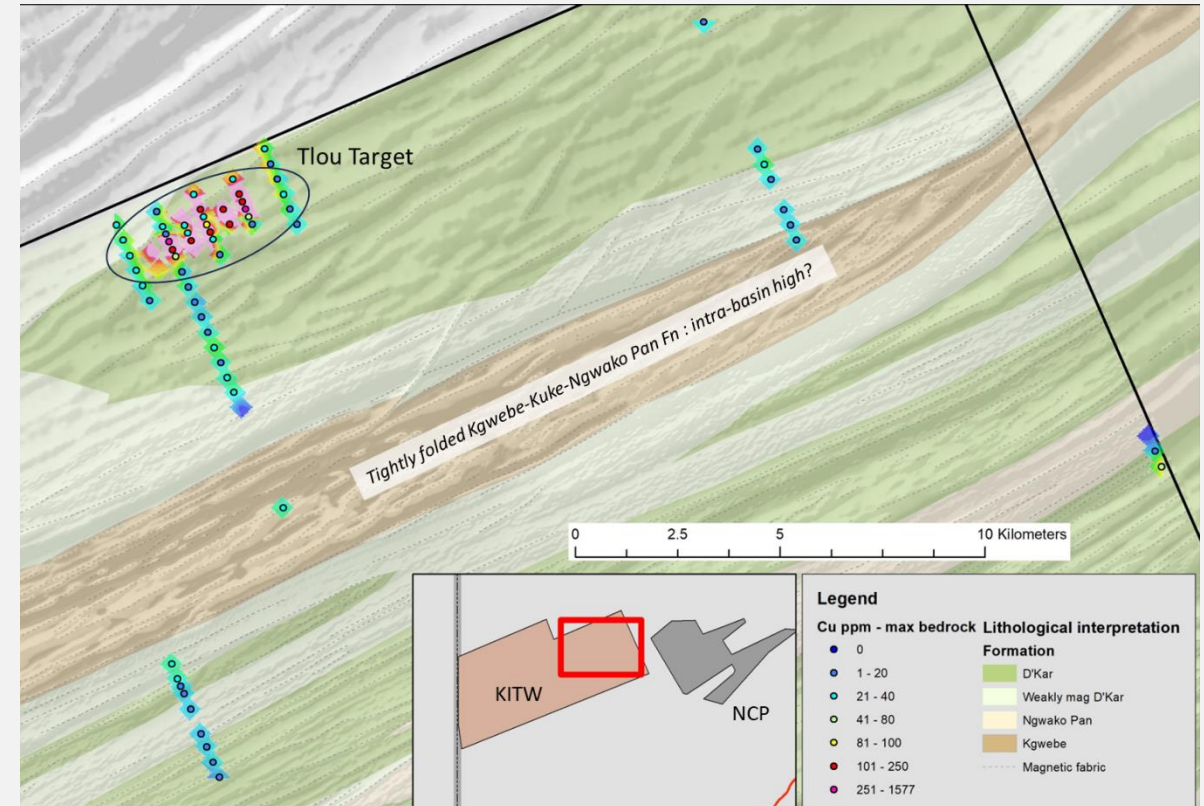 Tlou Target
Tightly folded Kgwebe-Kuke-Ngwako Pan Fn : intra-basin high?
0 2.5 5 10 Kilometers
KITW
NCP
Legend
Cu ppm - max bedrock
0
1 - 20
21 - 40
41 - 80
81 - 100
101 - 250
251 - 1577
Lithological interpretation
Formation
D'Kar
Weakly mag D'Kar
Ngwako Pan
Kgwebe
Magnetic fabric